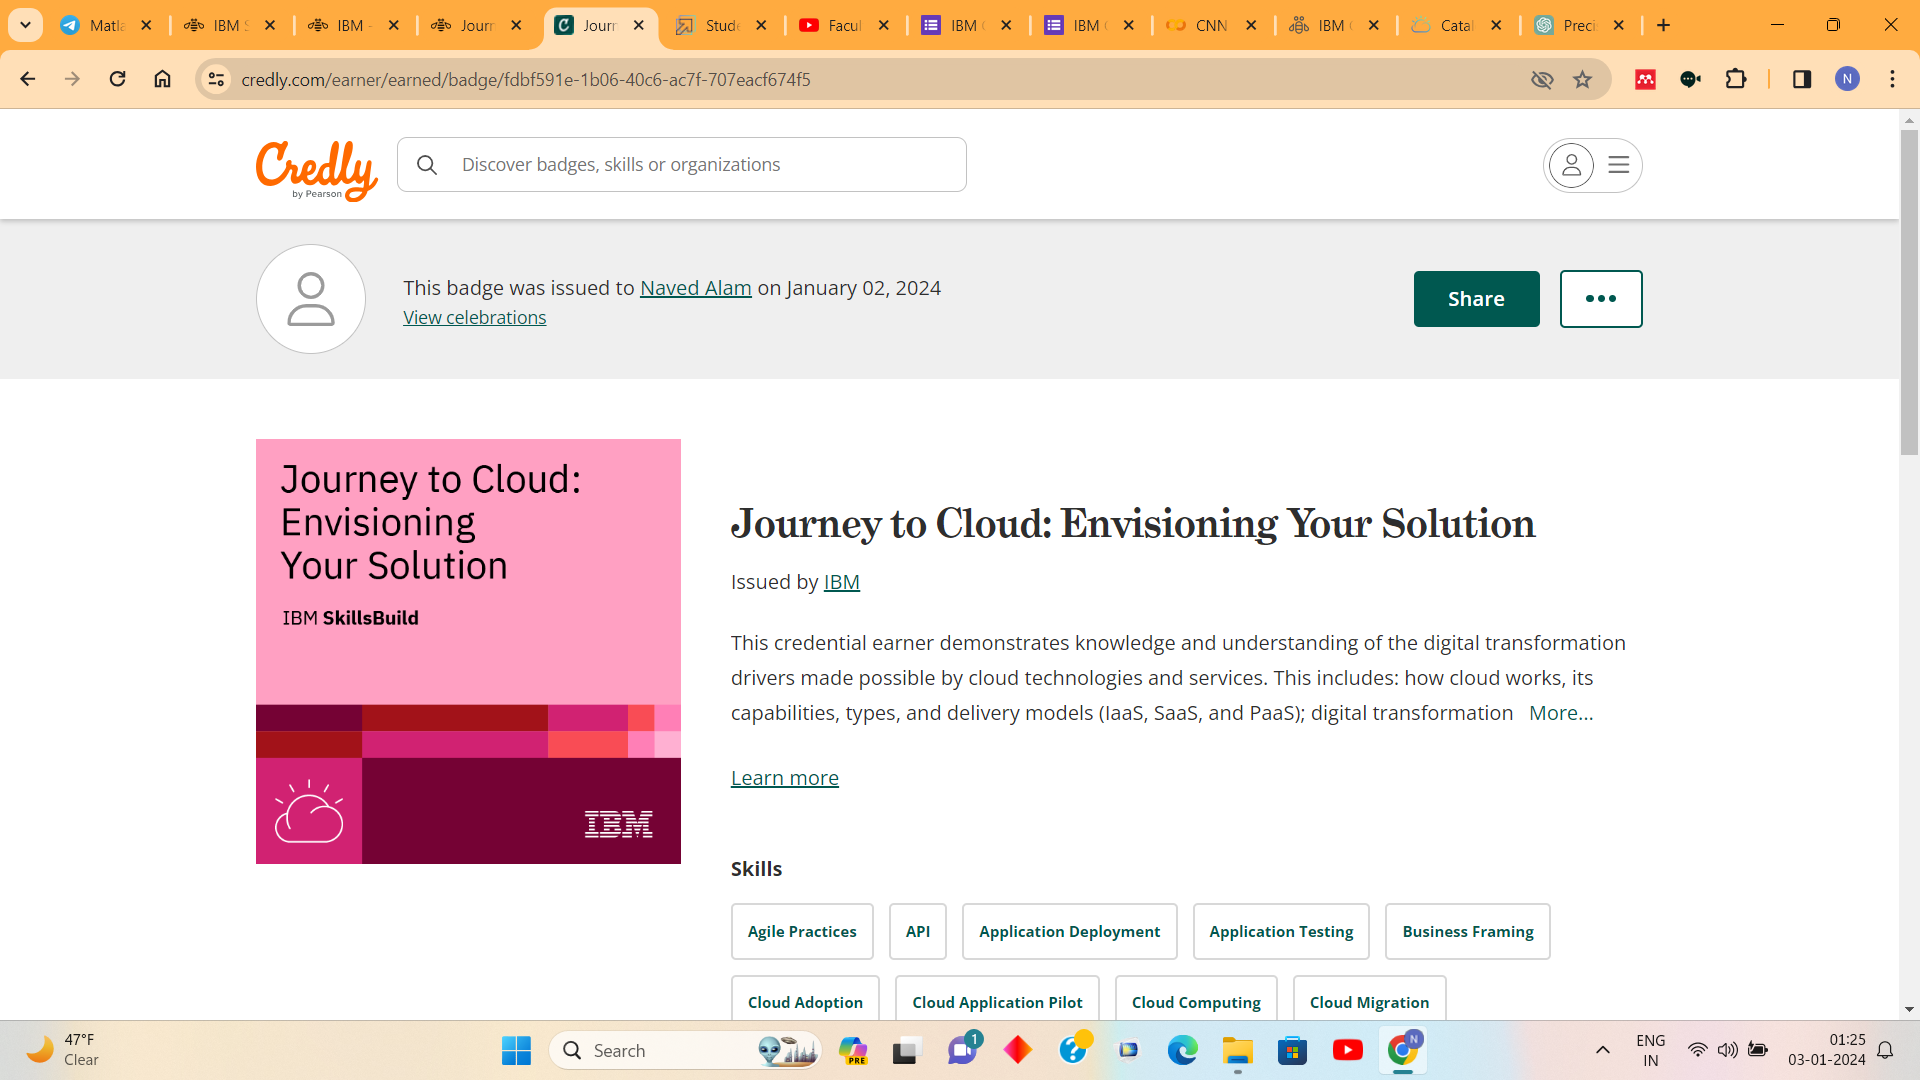 Matla
IBM S
IBM -
Journ
Journ
Stude
Facul
IBM C
IBM C
CNN
IBM C
Catal
Preci
credly.com/earner/earned/badge/fdbf591e-1b06-40c6-ac7f-707eacf674f5
N
Credly
by Pearson
Discover badges, skills or organizations
This badge was issued to Naved Alam on January 02, 2024
View celebrations
Share
Journey to Cloud:
Envisioning
Your Solution
IBM SkillsBuild
IBM
Journey to Cloud: Envisioning Your Solution
Issued by IBM
This credential earner demonstrates knowledge and understanding of the digital transformation
drivers made possible by cloud technologies and services. This includes: how cloud works, its
capabilities, types, and delivery models (IaaS, SaaS, and PaaS); digital transformation More...
Learn more
Skills
Agile Practices
API
Application Deployment
Application Testing
Business Framing
Cloud Adoption
Cloud Application Pilot
Cloud Computing
Cloud Migration
47°F
Clear
Search
PRE
1
N
ENG
IN
01:25
03-01-2024